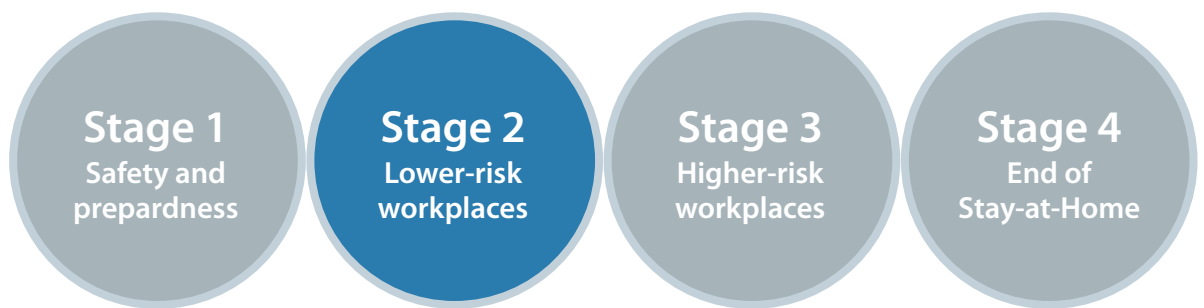 Stage 1
Safety and
prepardness
Stage 2
Lower-risk
workplaces
Stage 3
Higher-risk
workplaces
Stage 4
End of
Stay-at-Home